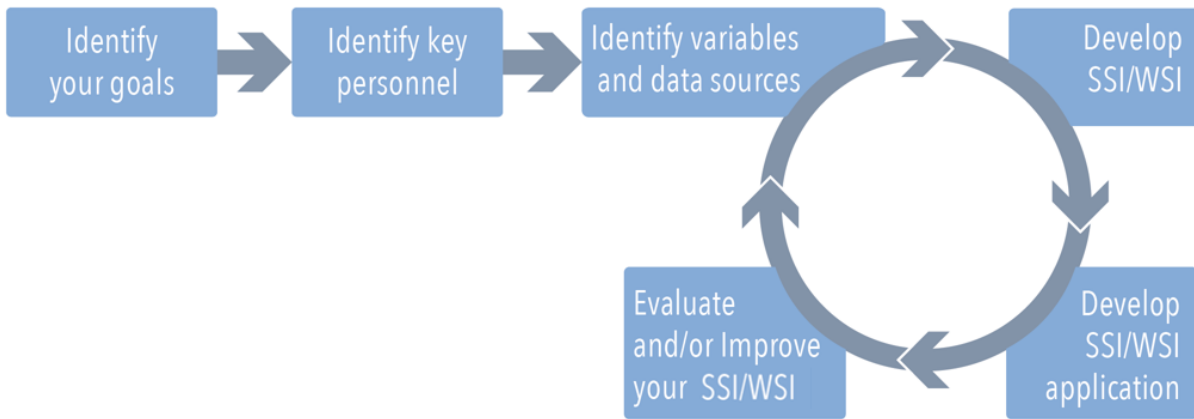 Identify
your goals
Identify key
personnel
Identify variables
and data sources
Develop
SSI/WSI
Develop
SSI/WSI
application
Evaluate
and/or Improve
your SSI/WSI